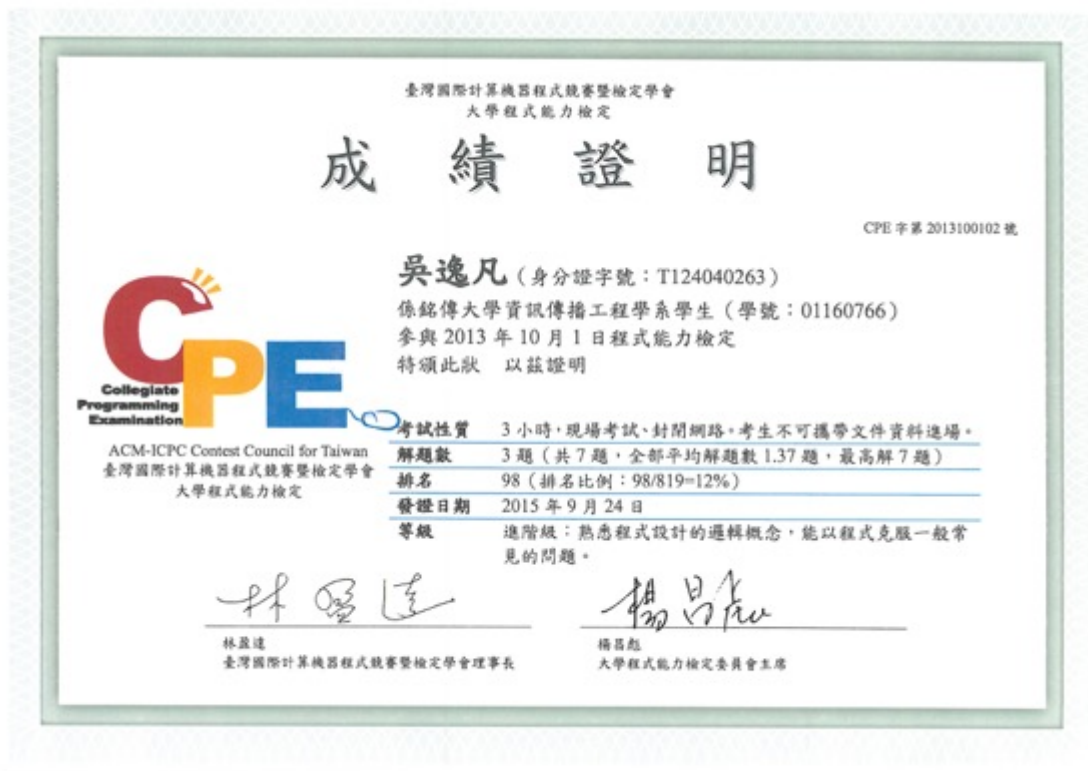 臺灣國際計算機器程式競賽暨檢定學會
大學程式能力檢定
成績證明
CPE 字第 2013100102 號
吳逸凡（身分證字號：T124040263）
係銘傳大學資訊傳播工程學系學生（學號：01160766）
參與 2013 年 10 月 1 日程式能力檢定
特頒此狀 以茲證明
CPE
Collegiate
Programming
Examination
ACM-ICPC Contest Council for Taiwan
臺灣國際計算機器程式競賽暨檢定學會
大學程式能力檢定
考試性質 3 小時，現場考試、封閉網路。考生不可攜帶文件資料進場。
解題數 3 題（共 7 題，全部平均解題數 1.37 題，最高解 7 題）
排名 98（排名比例：98/819=12%）
發證日期 2015 年 9 月 24 日
等級 進階級：熟悉程式設計的邏輯概念，能以程式克服一般常
見的問題。
林盈達 楊昌彪
林盈達
臺灣國際計算機器程式競賽暨檢定學會理事長
楊昌彪
大學程式能力檢定委員會主席